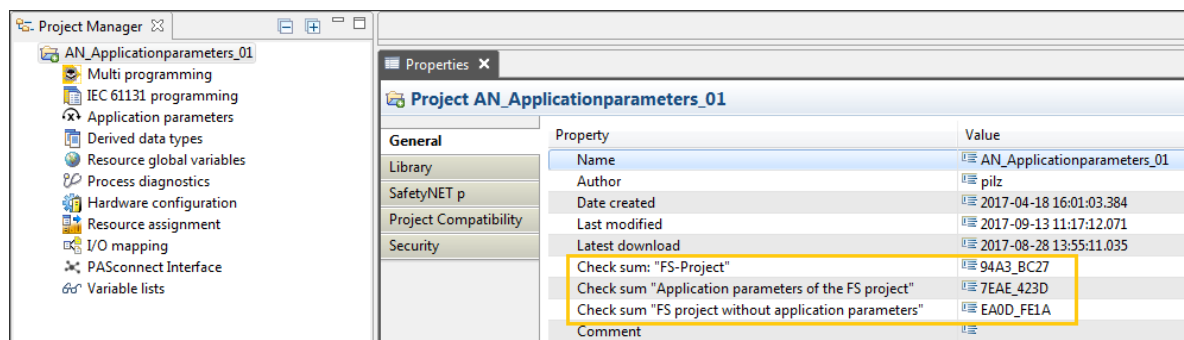 Project Manager
AN_Applicationparameters_01
Multi programming
IEC 61131 programming
Application parameters
Derived data types
Resource global variables
Process diagnostics
Hardware configuration
Resource assignment
I/O mapping
PASconnect Interface
Variable lists
Properties
Project AN_Applicationparameters_01
General
Library
SafetyNET p
Project Compatibility
Security
Property Value
Name AN_Applicationparameters_01
Author pilz
Date created 2017-04-18 16:01:03.384
Last modified 2017-09-13 11:17:12.071
Latest download 2017-08-28 13:55:11.035
Check sum: "FS-Project" 94A3_BC27
Check sum "Application parameters of the FS project" 7EAE_423D
Check sum "FS project without application parameters" EA0D_FE1A
Comment